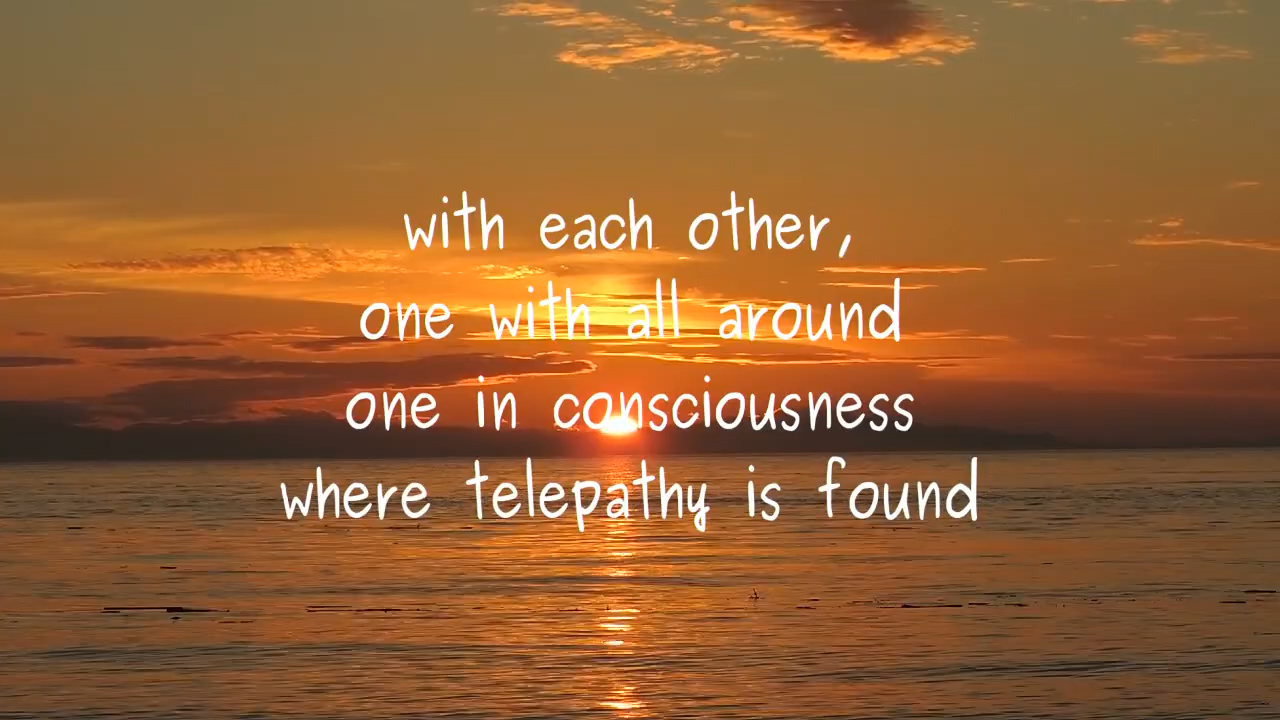 with each other,
one with all around
one in consciousness
where telepathy is found